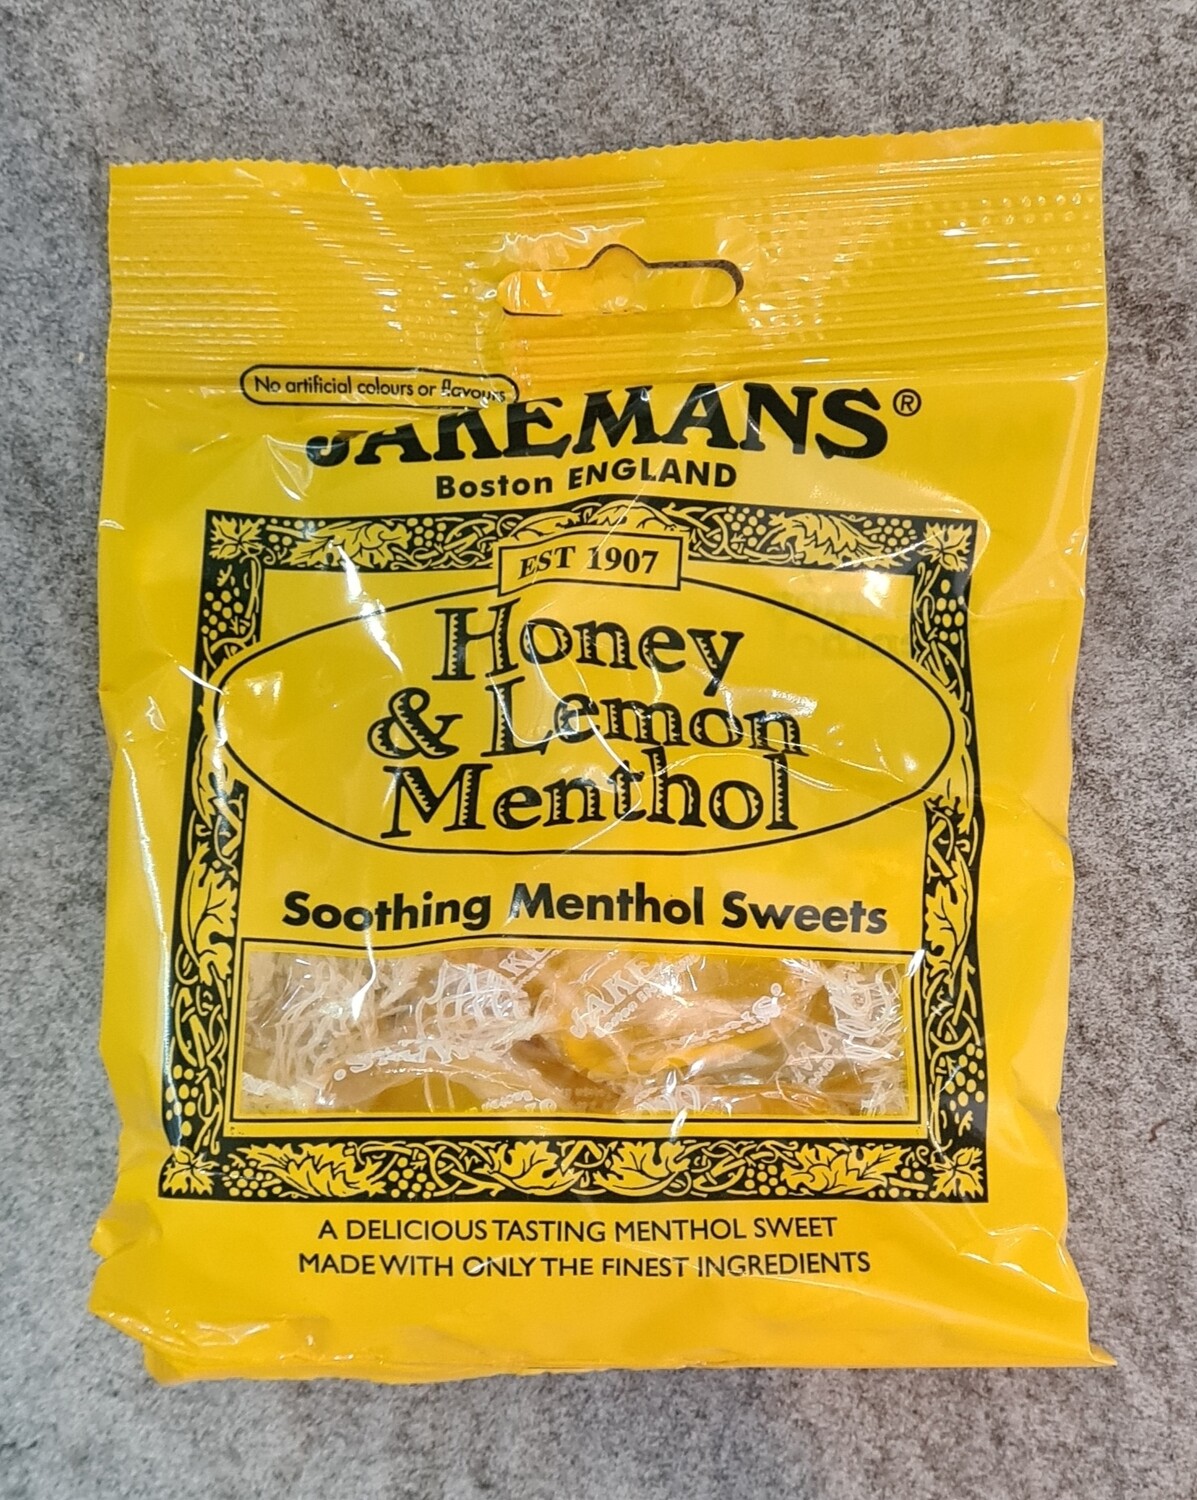 No artificial colours or flavours
JAKEMANS®
Boston ENGLAND
EST 1907
Honey
& Lemon
Menthol
Soothing Menthol Sweets
A DELICIOUS TASTING MENTHOL SWEET
MADE WITH ONLY THE FINEST INGREDIENTS